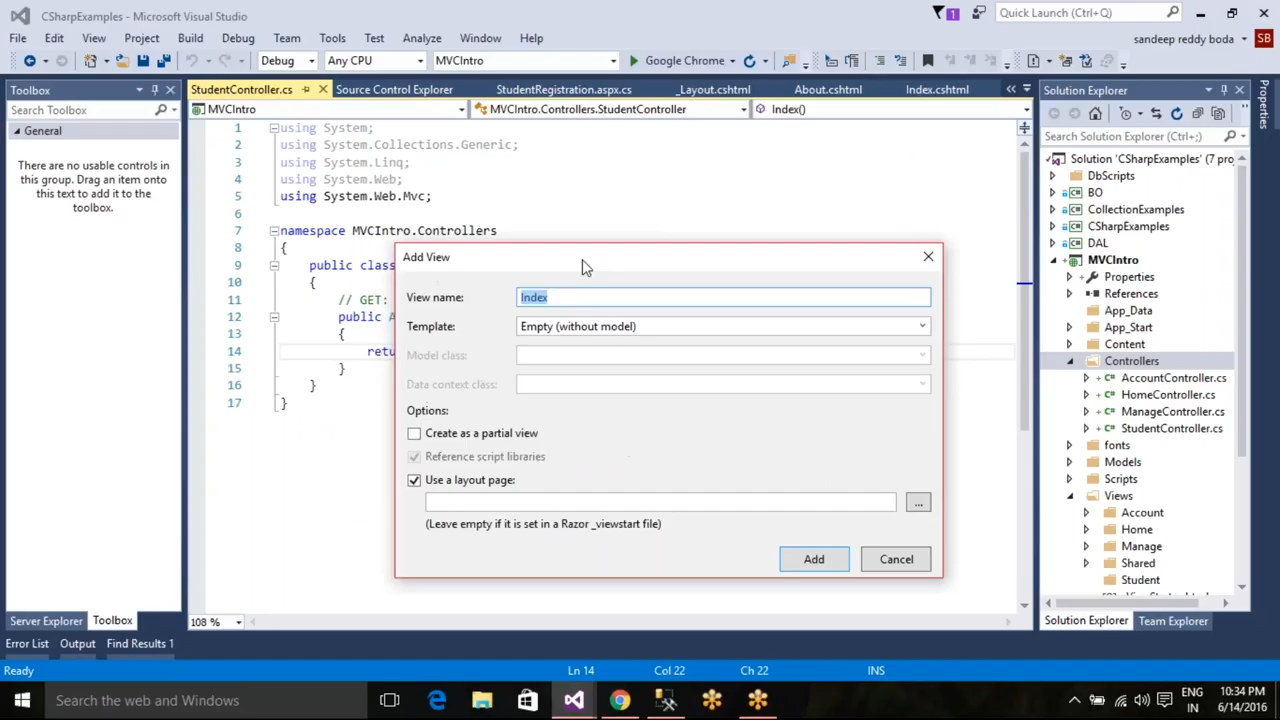 CSharpExamples - Microsoft Visual Studio
1
Quick Launch (Ctrl+Q)
File Edit View Project Build Debug Team Tools Test Analyze Window Help
sandeep reddy boda
SB
Debug
Any CPU
MVCIntro
Google Chrome
Toolbox
StudentController.cs
Source Control Explorer
StudentRegistration.aspx.cs
_Layout.cshtml
About.cshtml
Index.cshtml
Solution Explorer
Properties
Search Toolbox
MVCIntro
MVCIntro.Controllers.StudentController
Index()
General
There are no usable controls in
this group. Drag an item onto
this text to add it to the
toolbox.
1 using System;
2 using System.Collections.Generic;
3 using System.Linq;
4 using System.Web;
5 using System.Web.Mvc;
6
7 namespace MVCIntro.Controllers
8 {
9 public class
10 {
11 // GET:
12 public A
13 {
14 retu
15 }
16 }
17 }
Add View
View name:
Index
Template:
Empty (without model)
Model class:
Data context class:
Options:
Create as a partial view
Reference script libraries
Use a layout page:
...
(Leave empty if it is set in a Razor _viewstart file)
Add
Cancel
Search Solution Explorer (Ctrl+;)
Solution 'CSharpExamples' (7 proj
DbScripts
BO
CollectionExamples
CSharpExamples
DAL
MVCIntro
Properties
References
App_Data
App_Start
Content
Controllers
AccountController.cs
HomeController.cs
ManageController.cs
StudentController.cs
fonts
Models
Scripts
Views
Account
Home
Manage
Shared
Student
108 %
Server Explorer
Toolbox
Solution Explorer
Team Explorer
Error List
Output
Find Results 1
Ready
Ln 14
Col 22
Ch 22
INS
Search the web and Windows
ENG
IN
10:34 PM
6/14/2016